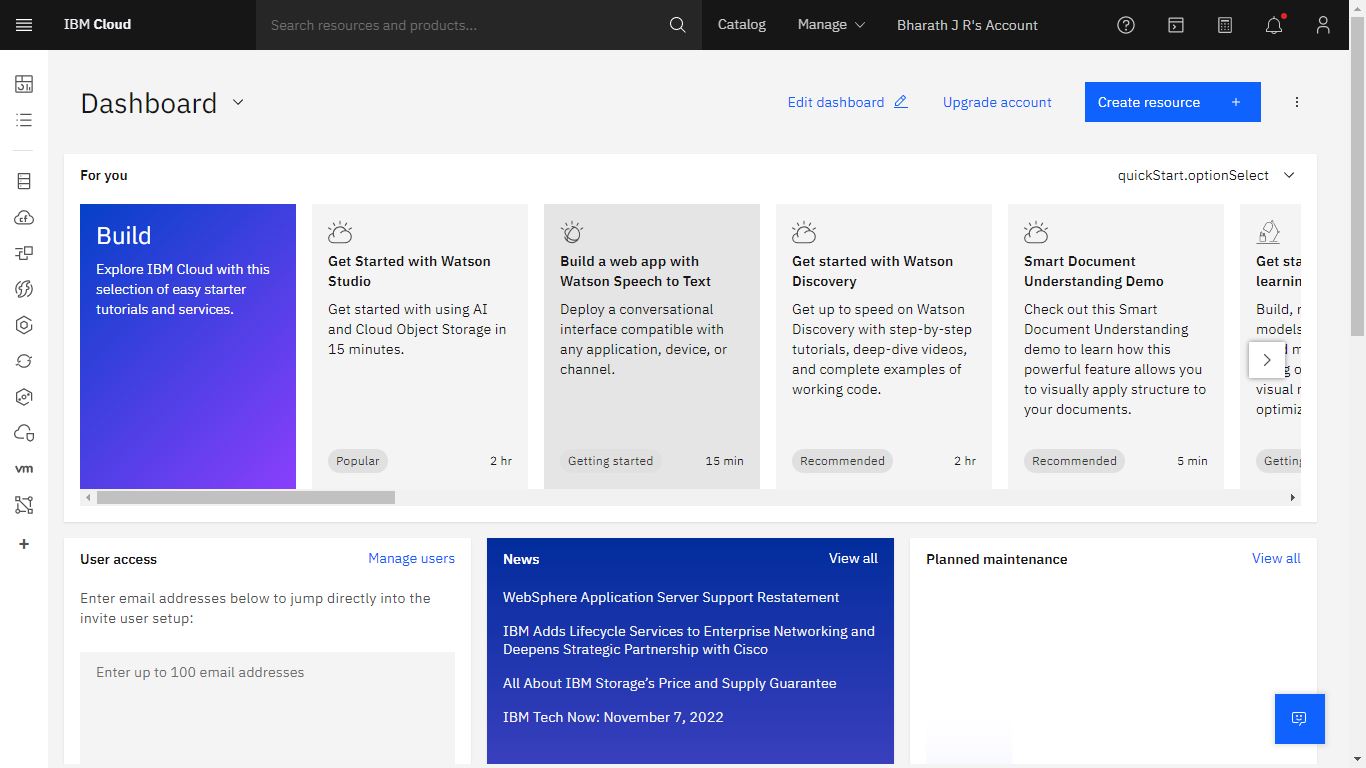 IBM Cloud
Search resources and products...
Catalog
Manage
Bharath J R's Account
Dashboard
Edit dashboard
Upgrade account
Create resource +
For you
quickStart.optionSelect
Build
Explore IBM Cloud with this
selection of easy starter
tutorials and services.
Get Started with Watson
Studio
Get started with using AI
and Cloud Object Storage in
15 minutes.
Popular
2 hr
Build a web app with
Watson Speech to Text
Deploy a conversational
interface compatible with
any application, device, or
channel.
Getting started
15 min
Get started with Watson
Discovery
Get up to speed on Watson
Discovery with step-by-step
tutorials, deep-dive videos,
and complete examples of
working code.
Recommended
2 hr
Smart Document
Understanding Demo
Check out this Smart
Document Understanding
demo to learn how this
powerful feature allows you
to visually apply structure to
your documents.
Recommended
5 min
Get
Build,
models
visual
cf
vm
+
User access
Manage users
Enter email addresses below to jump directly into the
invite user setup:
Enter up to 100 email addresses
News
View all
WebSphere Application Server Support Restatement
IBM Adds Lifecycle Services to Enterprise Networking and
Deepens Strategic Partnership with Cisco
All About IBM Storage’s Price and Supply Guarantee
IBM Tech Now: November 7, 2022
Planned maintenance
View all